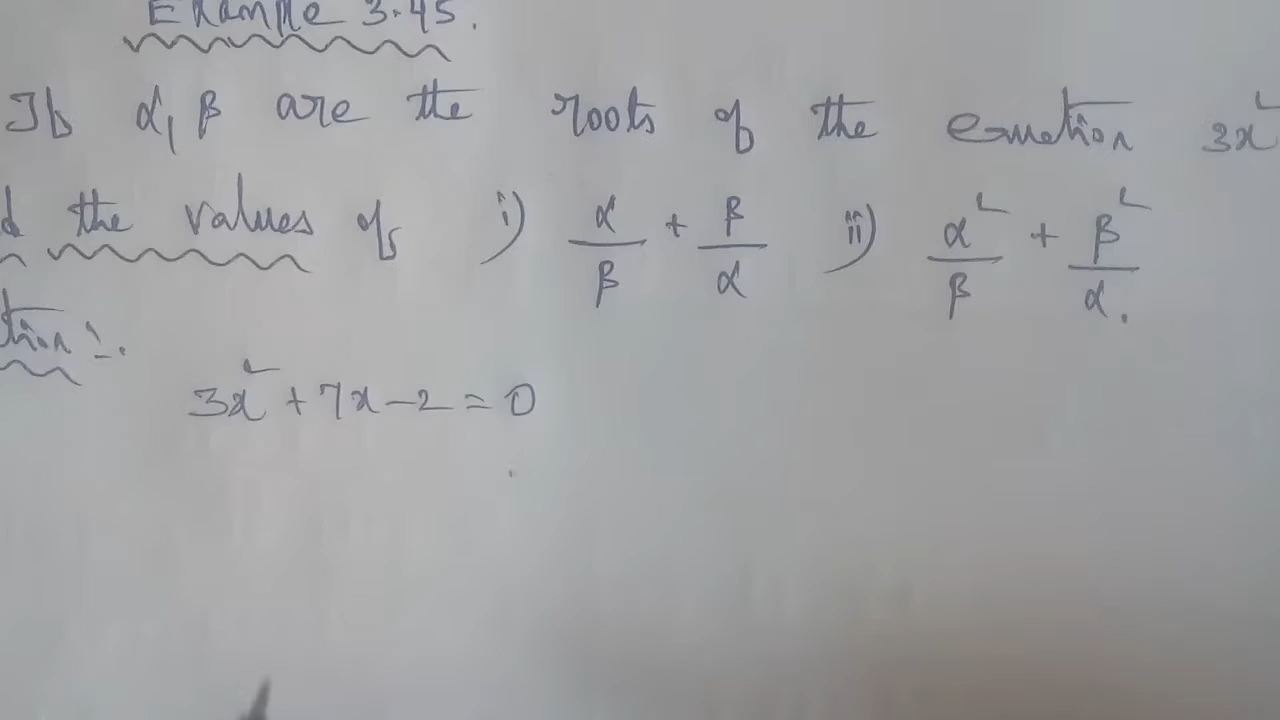 Example 3.45.
If α, β are the roots of the equation 3x²
d the values of i) α/β + β/α ii) α²/β + β²/α.
tion :-
3x² + 7x - 2 = 0